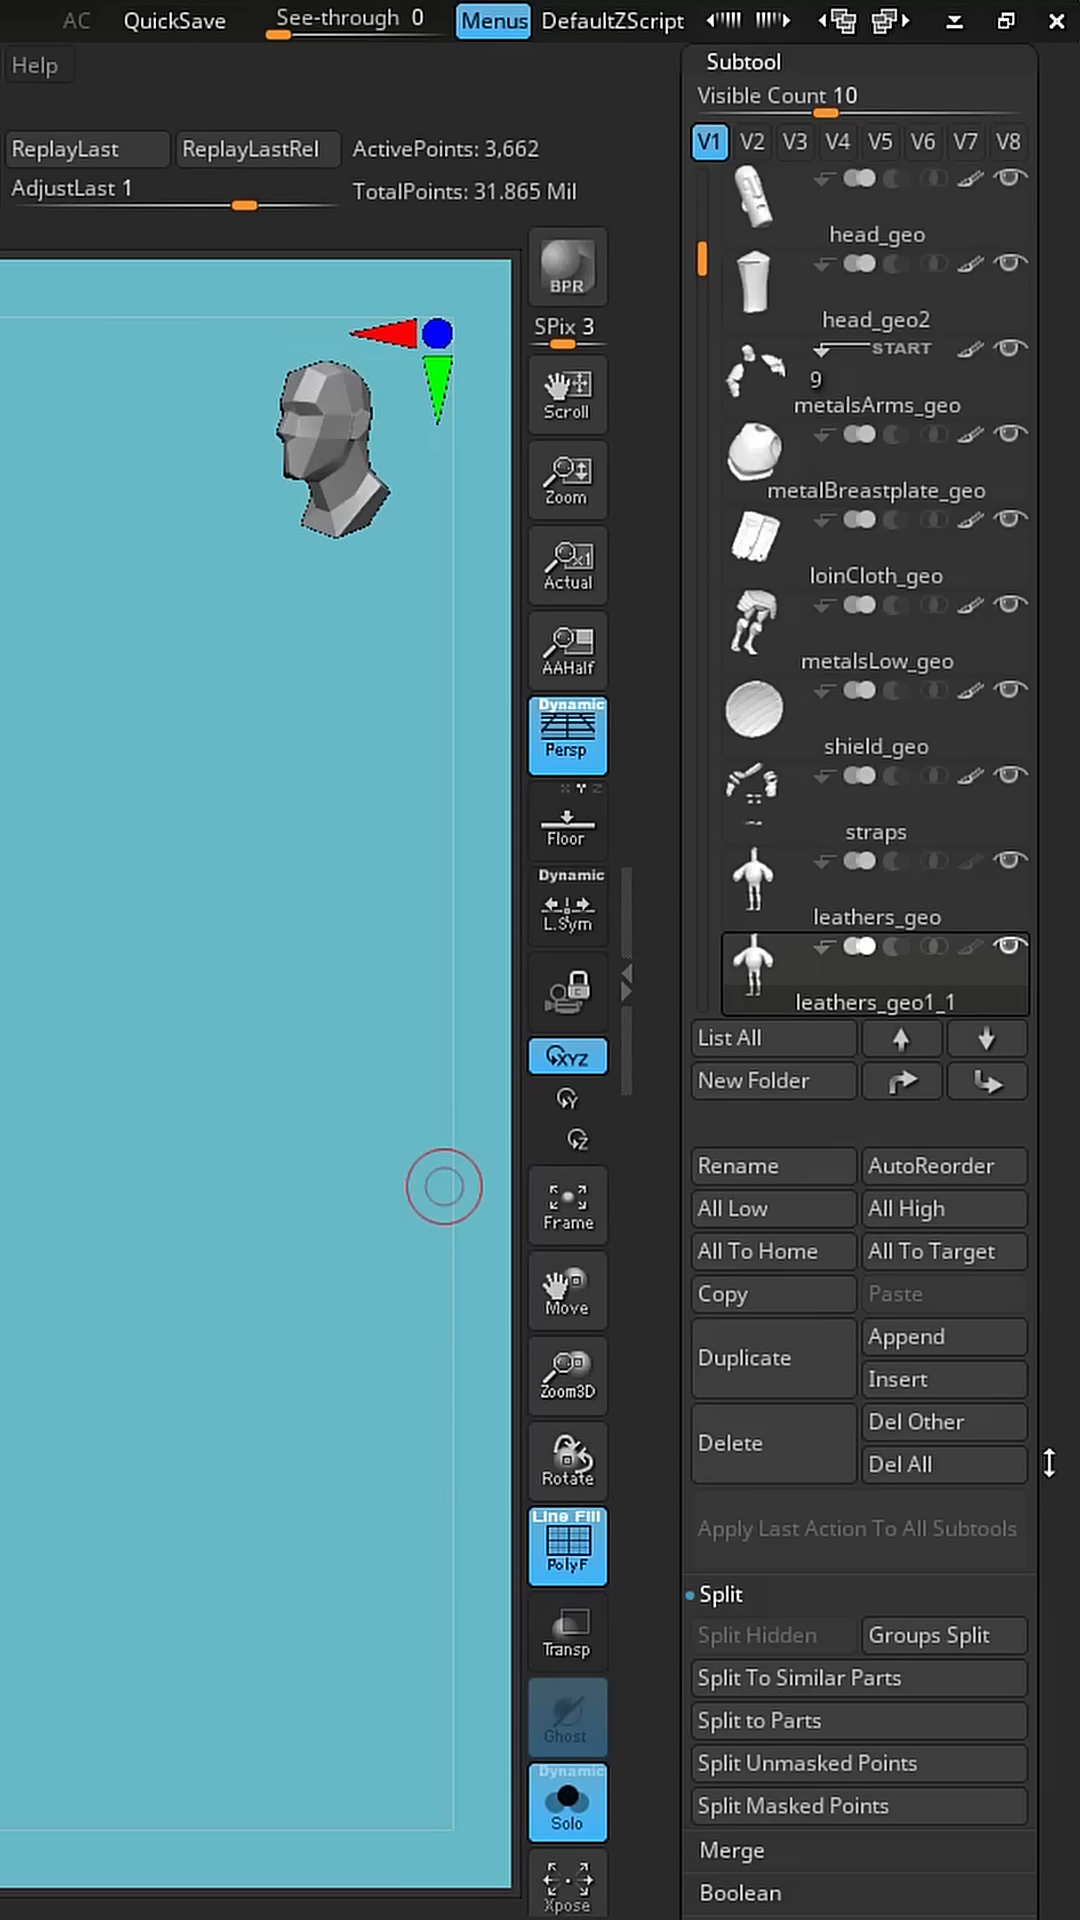 AC QuickSave See-through 0 Menus DefaultZScript
Help
ReplayLast ReplayLastRel ActivePoints: 3,662
AdjustLast 1 TotalPoints: 31.865 Mil
BPR
SPix 3
Scroll
Zoom
x1
Actual
AAHalf
Dynamic
Persp
Y
Floor
Dynamic
L.Sym
XYZ
Y
Z
Frame
Move
Zoom3D
Rotate
Line Fill
PolyF
Transp
Ghost
Dynamic
Solo
Xpose
Subtool
Visible Count 10
V1 V2 V3 V4 V5 V6 V7 V8
head_geo
head_geo2
START
9
metalsArms_geo
metalBreastplate_geo
loinCloth_geo
metalsLow_geo
shield_geo
straps
leathers_geo
leathers_geo1_1
List All
New Folder
Rename AutoReorder
All Low All High
All To Home All To Target
Copy Paste
Duplicate Append
Insert
Delete Del Other
Del All
Apply Last Action To All Subtools
Split
Split Hidden Groups Split
Split To Similar Parts
Split to Parts
Split Unmasked Points
Split Masked Points
Merge
Boolean